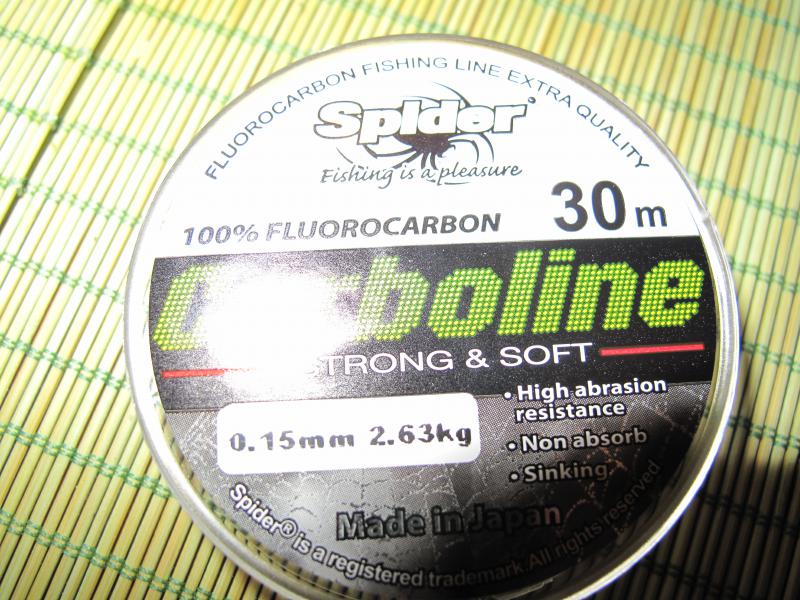 FLUOROCARBON FISHING LINE EXTRA QUALITY
Spider®
Fishing is a pleasure
100% FLUOROCARBON
30 m
STRONG & SOFT
• High abrasion
resistance
• Non absorb
• Sinking
0.15mm 2.63kg
Made in Japan
Spider® is a registered trademark.All rights reserved